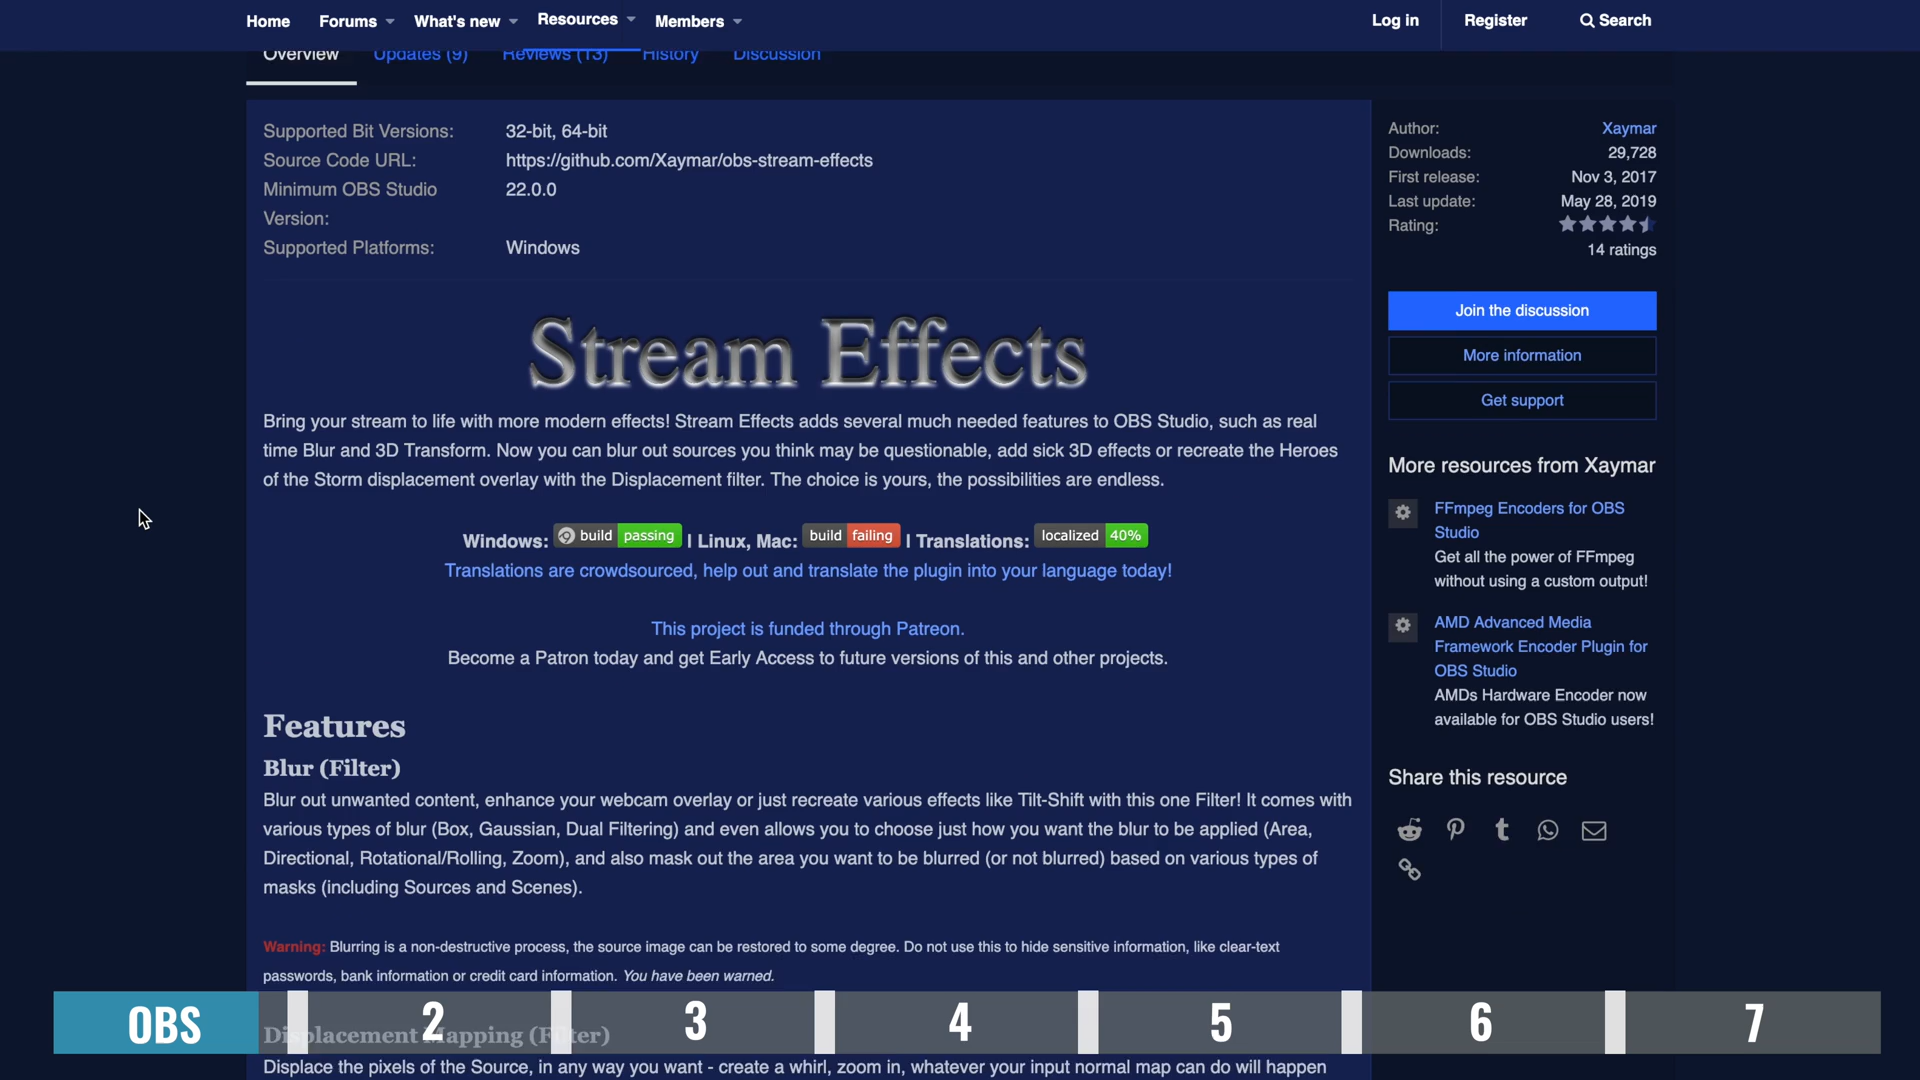 Home Forums What's new Resources Members Log in Register Search
Overview Updates (9) Reviews (13) History Discussion
Supported Bit Versions: 32-bit, 64-bit
Source Code URL: https://github.com/Xaymar/obs-stream-effects
Minimum OBS Studio Version: 22.0.0
Supported Platforms: Windows
Stream Effects
Bring your stream to life with more modern effects! Stream Effects adds several much needed features to OBS Studio, such as real
time Blur and 3D Transform. Now you can blur out sources you think may be questionable, add sick 3D effects or recreate the Heroes
of the Storm displacement overlay with the Displacement filter. The choice is yours, the possibilities are endless.
Windows: build passing | Linux, Mac: build failing | Translations: localized 40%
Translations are crowdsourced, help out and translate the plugin into your language today!
This project is funded through Patreon.
Become a Patron today and get Early Access to future versions of this and other projects.
Features
Blur (Filter)
Blur out unwanted content, enhance your webcam overlay or just recreate various effects like Tilt-Shift with this one Filter! It comes with
various types of blur (Box, Gaussian, Dual Filtering) and even allows you to choose just how you want the blur to be applied (Area,
Directional, Rotational/Rolling, Zoom), and also mask out the area you want to be blurred (or not blurred) based on various types of
masks (including Sources and Scenes).
Warning: Blurring is a non-destructive process, the source image can be restored to some degree. Do not use this to hide sensitive information, like clear-text
passwords, bank information or credit card information. You have been warned.
Displacement Mapping (Filter)
Displace the pixels of the Source, in any way you want - create a whirl, zoom in, whatever your input normal map can do will happen
Author: Xaymar
Downloads: 29,728
First release: Nov 3, 2017
Last update: May 28, 2019
Rating:
14 ratings
Join the discussion
More information
Get support
More resources from Xaymar
FFmpeg Encoders for OBS
Studio
Get all the power of FFmpeg
without using a custom output!
AMD Advanced Media
Framework Encoder Plugin for
OBS Studio
AMDs Hardware Encoder now
available for OBS Studio users!
Share this resource
OBS 2 3 4 5 6 7